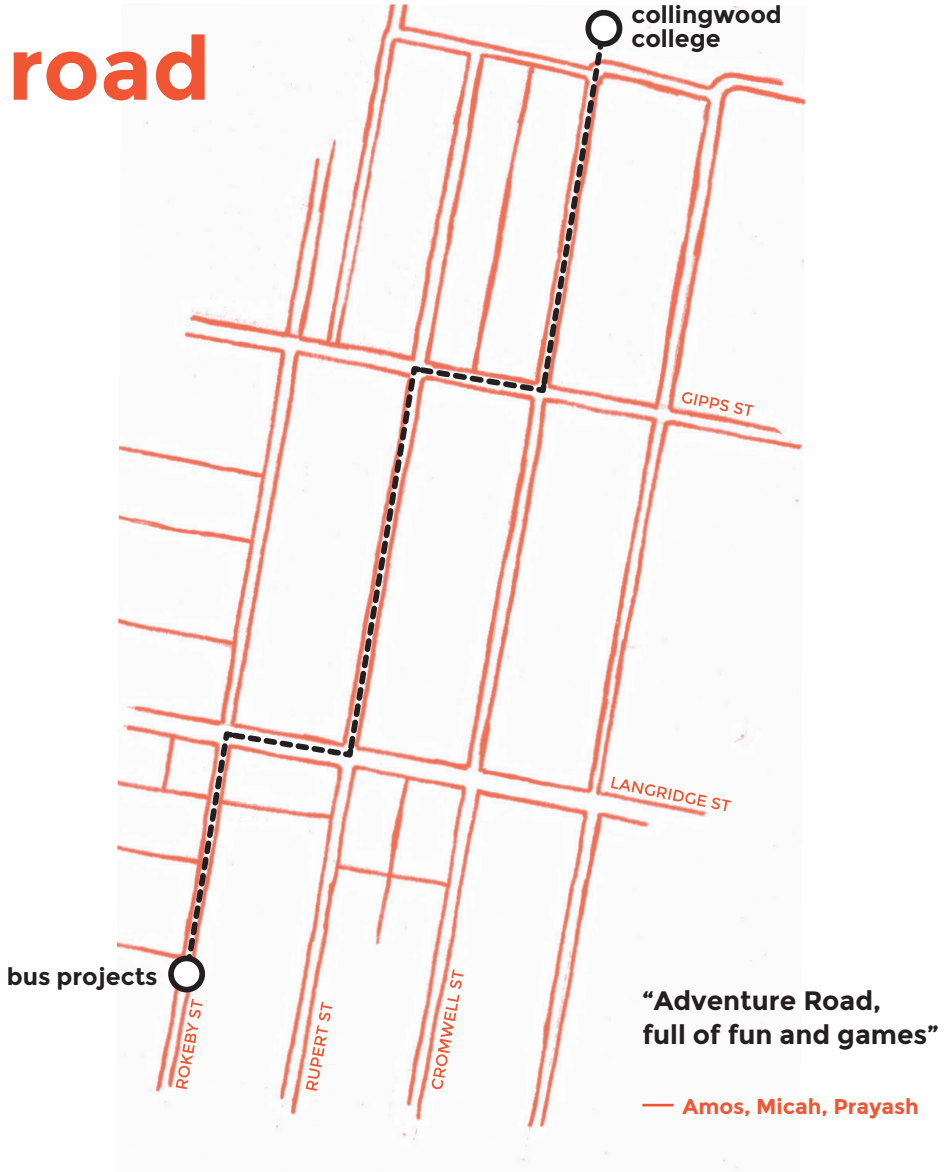 collingwood
college
road
GIPPS ST
LANGRIDGE ST
bus projects
ROKEBY ST
RUPERT ST
CROMWELL ST
“Adventure Road,
full of fun and games”
— Amos, Micah, Prayash